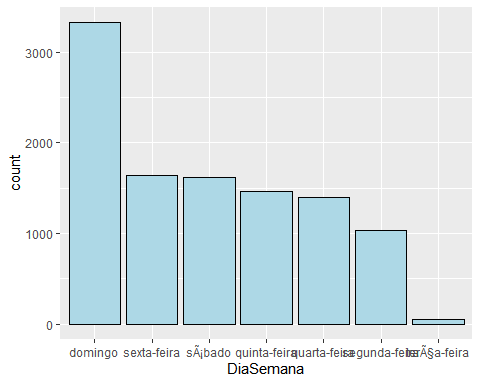 3000
2000
1000
0
count
domingo sexta-feira sÃ¡bado quinta-feira quarta-feira segunda-feira terÃ§a-feira
DiaSemana